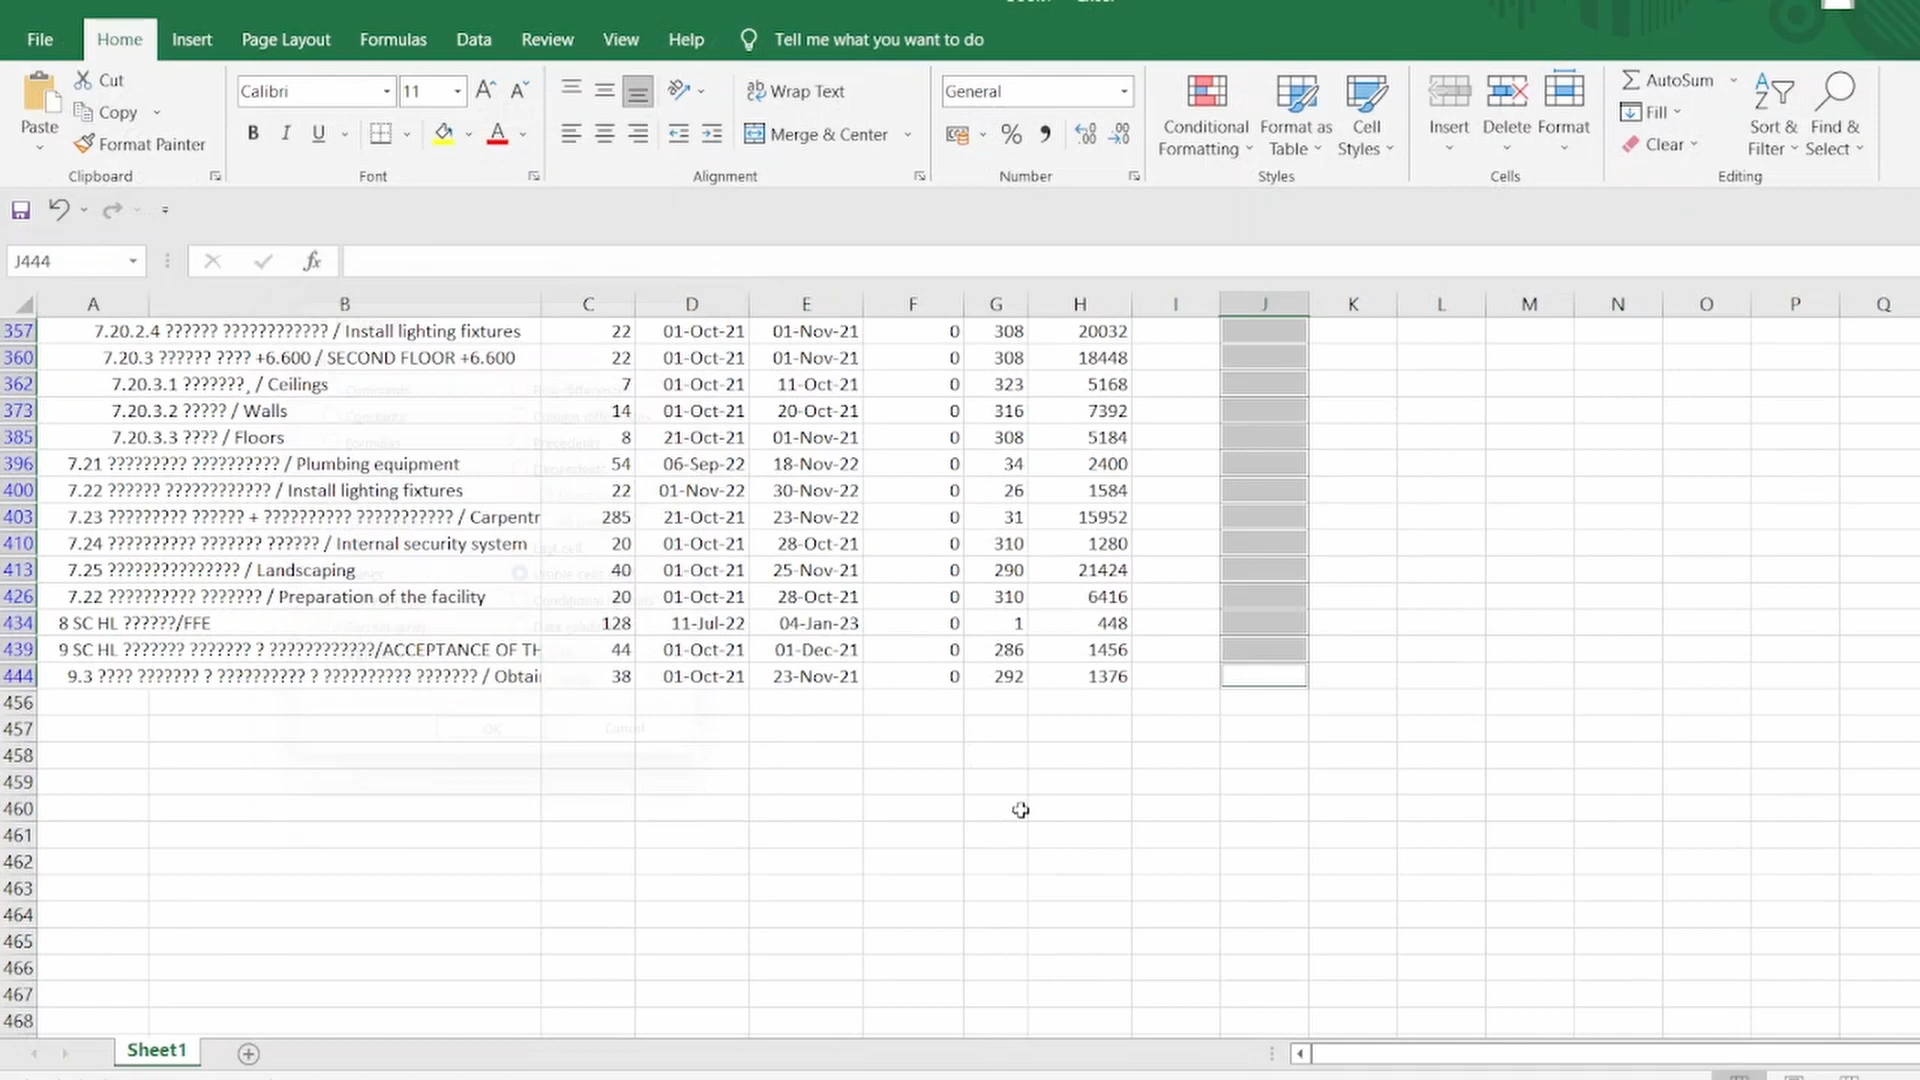 File Home Insert Page Layout Formulas Data Review View Help Tell me what you want to do
Paste Cut Copy Format Painter Clipboard
Calibri 11 B I U A Font
ab Wrap Text Merge & Center Alignment
General % Number
Conditional Formatting Format as Table Cell Styles Styles
Insert Delete Format Cells
AutoSum Fill Clear Sort & Filter Find & Select Editing
J444 fx
A B C D E F G H I J K L M N O P Q
357 7.20.2.4 ?????? ???????????? / Install lighting fixtures 22 01-Oct-21 01-Nov-21 0 308 20032
360 7.20.3 ?????? ???? +6.600 / SECOND FLOOR +6.600 22 01-Oct-21 01-Nov-21 0 308 18448
362 7.20.3.1 ???????, / Ceilings 7 01-Oct-21 11-Oct-21 0 323 5168
373 7.20.3.2 ????? / Walls 14 01-Oct-21 20-Oct-21 0 316 7392
385 7.20.3.3 ???? / Floors 8 21-Oct-21 01-Nov-21 0 308 5184
396 7.21 ????????? ?????????? / Plumbing equipment 54 06-Sep-22 18-Nov-22 0 34 2400
400 7.22 ?????? ???????????? / Install lighting fixtures 22 01-Nov-22 30-Nov-22 0 26 1584
403 7.23 ????????? ?????? + ?????????? ??????????? / Carpentr 285 21-Oct-21 23-Nov-22 0 31 15952
410 7.24 ?????????? ??????? ?????? / Internal security system 20 01-Oct-21 28-Oct-21 0 310 1280
413 7.25 ??????????????? / Landscaping 40 01-Oct-21 25-Nov-21 0 290 21424
426 7.22 ?????????? ??????? / Preparation of the facility 20 01-Oct-21 28-Oct-21 0 310 6416
434 8 SC HL ??????/FFE 128 11-Jul-22 04-Jan-23 0 1 448
439 9 SC HL ??????? ??????? ? ????????????/ACCEPTANCE OF TH 44 01-Oct-21 01-Dec-21 0 286 1456
444 9.3 ???? ??????? ? ?????????? ? ?????????? ??????? / Obtai 38 01-Oct-21 23-Nov-21 0 292 1376
456
457
458
459
460
461
462
463
464
465
466
467
468
OK Cancel
Sheet1